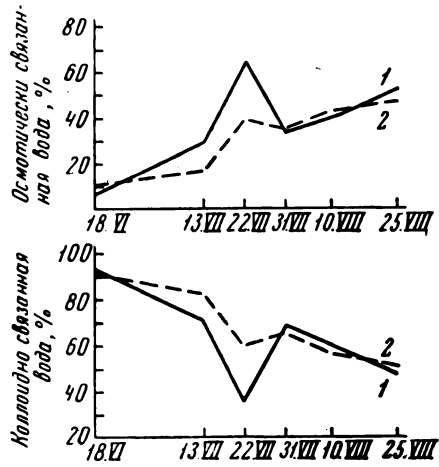 Осмотически связан-
ная вода, %
80
60
40
20
1
2
18.VI 13.VII 22.VII 31.VII 10.VIII 25.VIII
Коллоидно связанная
вода, %
100
80
60
40
20
2
1
18.VI 13.VII 22.VII 31.VII 10.VIII 25.VIII